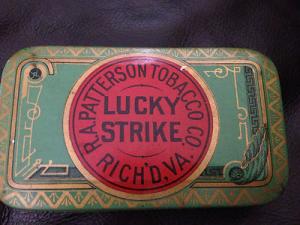 R.A. PATTERSON TOBACCO CO.
LUCKY
STRIKE
RICH'D. VA.